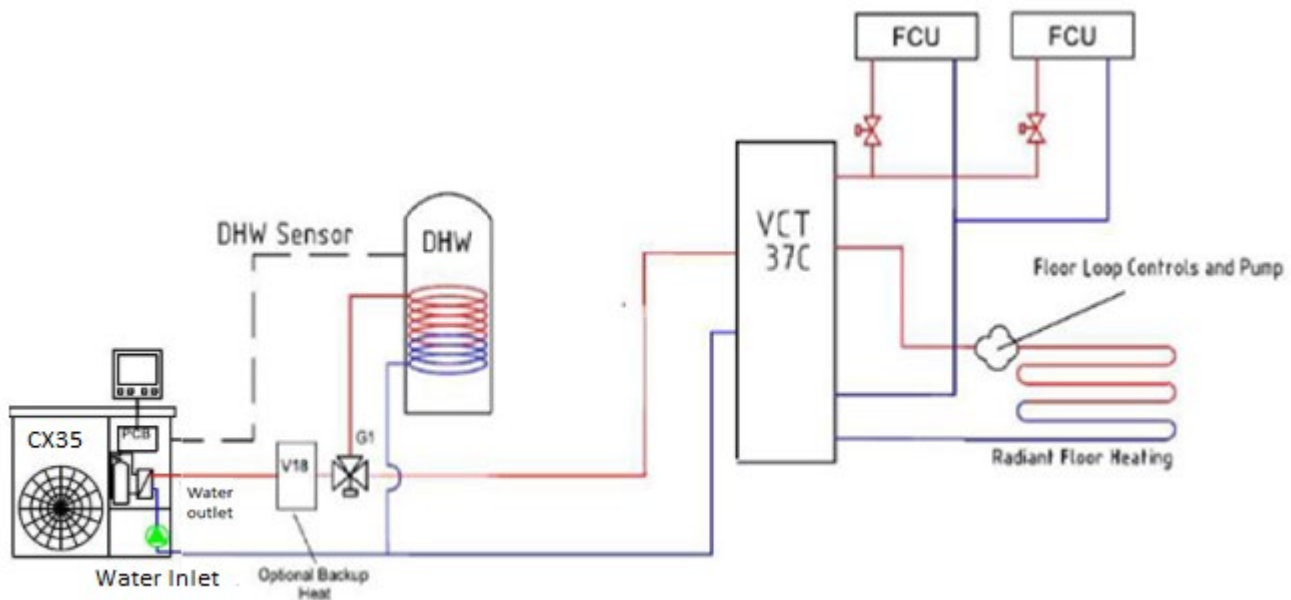 FCU
FCU
VCT
37C
DHW Sensor
DHW
Floor Loop Controls and Pump
CX35
PCB
G1
V18
Water
outlet
Radiant Floor Heating
Water Inlet
Optional Backup
Heat